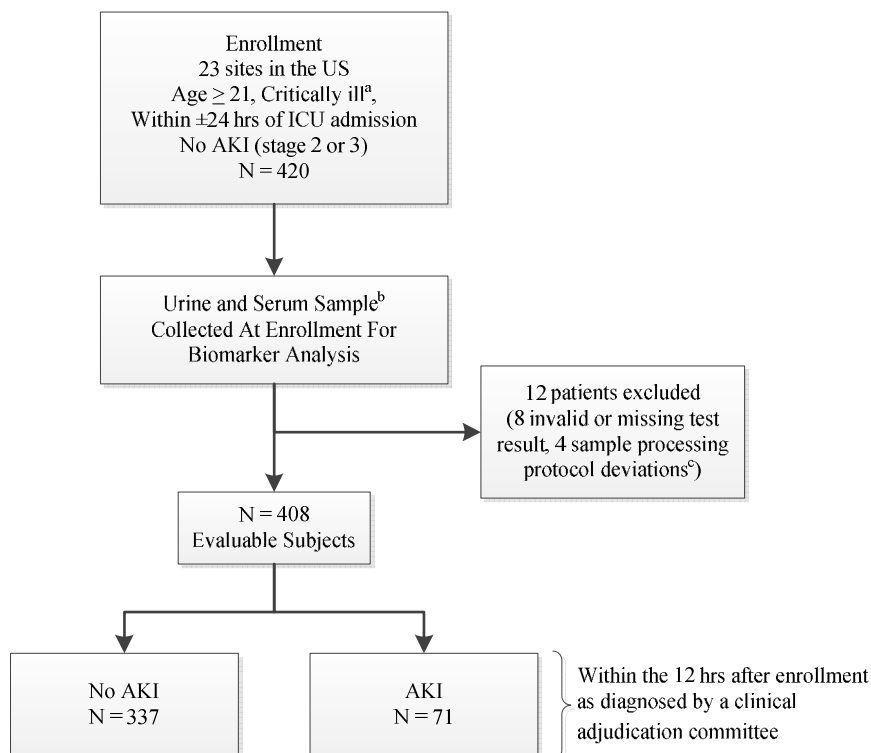 Enrollment
23 sites in the US
Age ≥ 21, Critically illᵃ,
Within ±24 hrs of ICU admission
No AKI (stage 2 or 3)
N = 420
Urine and Serum Sampleᵇ
Collected At Enrollment For
Biomarker Analysis
12 patients excluded
(8 invalid or missing test
result, 4 sample processing
protocol deviationsᶜ)
N = 408
Evaluable Subjects
No AKI
N = 337
AKI
N = 71
Within the 12 hrs after enrollment
as diagnosed by a clinical
adjudication committee